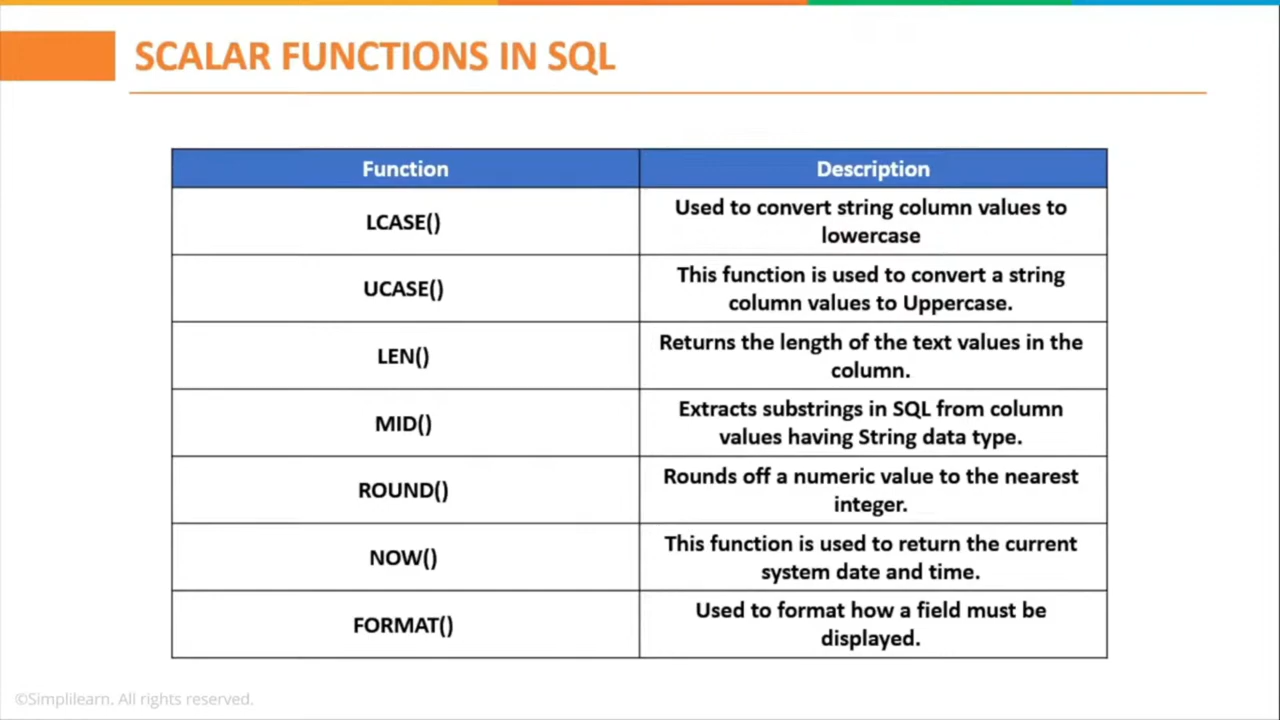 SCALAR FUNCTIONS IN SQL
Function
Description
LCASE()
Used to convert string column values to
lowercase
UCASE()
This function is used to convert a string
column values to Uppercase.
LEN()
Returns the length of the text values in the
column.
MID()
Extracts substrings in SQL from column
values having String data type.
ROUND()
Rounds off a numeric value to the nearest
integer.
NOW()
This function is used to return the current
system date and time.
FORMAT()
Used to format how a field must be
displayed.
©Simplilearn. All rights reserved.